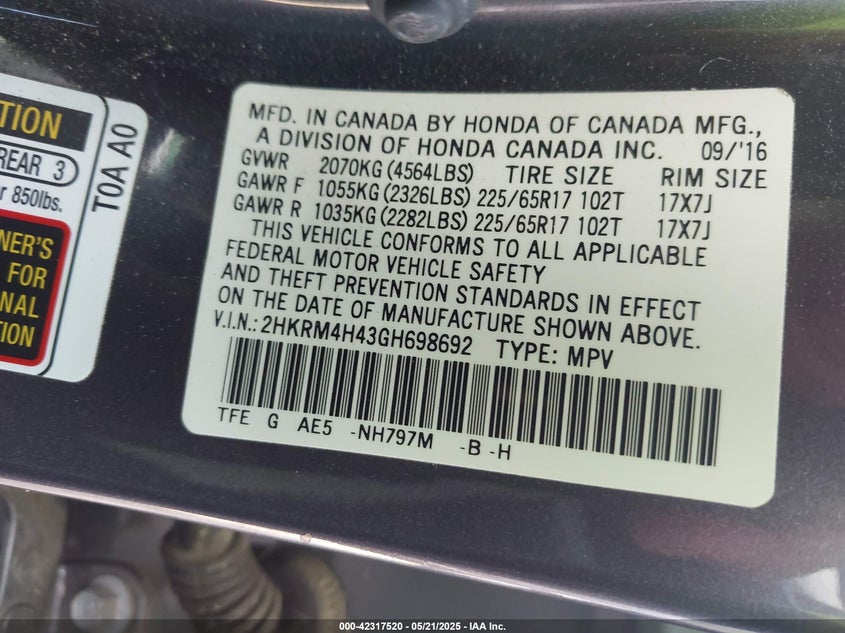 TION
REAR 3
r 850lbs.
NER'S
FOR
NAL
TION
T0A A0
MFD. IN CANADA BY HONDA OF CANADA MFG.,
A DIVISION OF HONDA CANADA INC. 09/'16
GVWR 2070KG (4564LBS) TIRE SIZE RIM SIZE
GAWR F 1055KG (2326LBS) 225/65R17 102T 17X7J
GAWR R 1035KG (2282LBS) 225/65R17 102T 17X7J
THIS VEHICLE CONFORMS TO ALL APPLICABLE
FEDERAL MOTOR VEHICLE SAFETY
AND THEFT PREVENTION STANDARDS IN EFFECT
ON THE DATE OF MANUFACTURE SHOWN ABOVE.
V.I.N.: 2HKRM4H43GH698692 TYPE: MPV
TFE G AE5 -NH797M -B -H
000-42317520 — 05/21/2025 — IAA Inc.